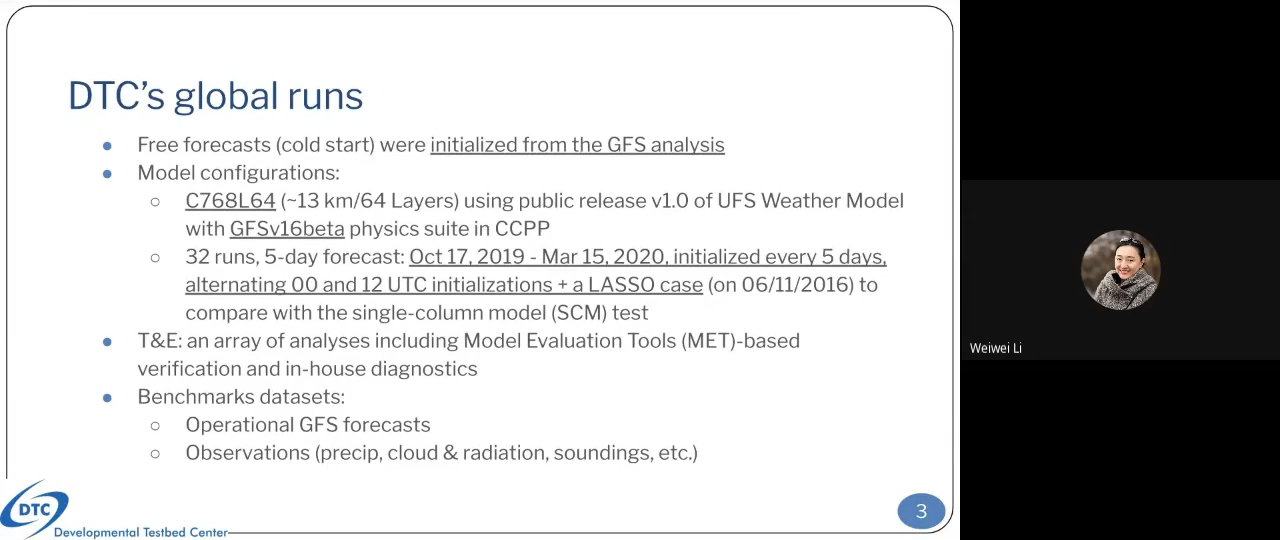 DTC's global runs
● Free forecasts (cold start) were initialized from the GFS analysis
● Model configurations:
○ C768L64 (~13 km/64 Layers) using public release v1.0 of UFS Weather Model
with GFSv16beta physics suite in CCPP
○ 32 runs, 5-day forecast: Oct 17, 2019 - Mar 15, 2020, initialized every 5 days,
alternating 00 and 12 UTC initializations + a LASSO case (on 06/11/2016) to
compare with the single-column model (SCM) test
● T&E: an array of analyses including Model Evaluation Tools (MET)-based
verification and in-house diagnostics
● Benchmarks datasets:
○ Operational GFS forecasts
○ Observations (precip, cloud & radiation, soundings, etc.)
DTC
Developmental Testbed Center
3
Weiwei Li